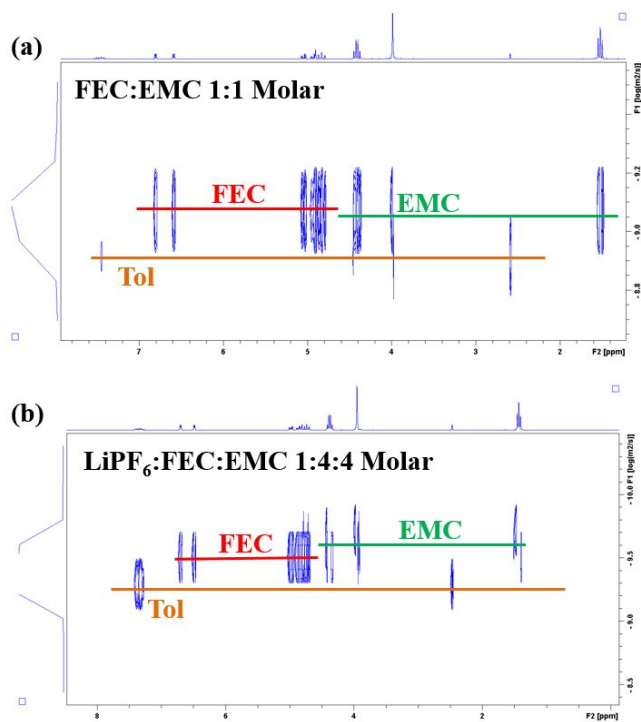 (a)
FEC:EMC 1:1 Molar
FEC
EMC
Tol
F1 [log(m2/s)]
- 9.2
- 9.0
- 8.8
7 6 5 4 3 2 F2 [ppm]
(b)
LiPF6:FEC:EMC 1:4:4 Molar
FEC
EMC
Tol
F1 [log(m2/s)]
- 10.0
- 9.5
- 9.0
- 8.5
8 6 4 2 F2 [ppm]